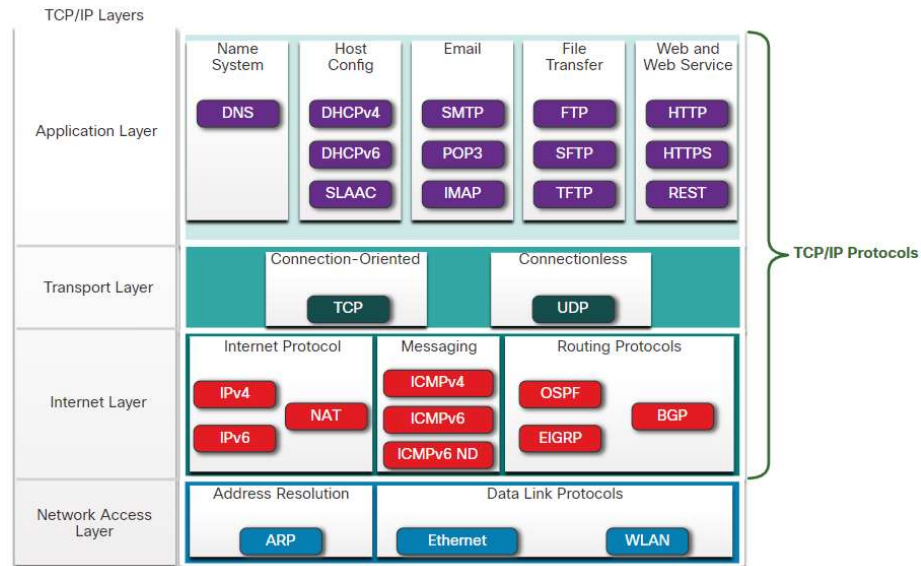 TCP/IP Layers
Application Layer
Name
System
DNS
Host
Config
DHCPv4
DHCPv6
SLAAC
Email
SMTP
POP3
IMAP
File
Transfer
FTP
SFTP
TFTP
Web and
Web Service
HTTP
HTTPS
REST
TCP/IP Protocols
Transport Layer
Connection-Oriented
TCP
Connectionless
UDP
Internet Layer
Internet Protocol
IPv4
IPv6
NAT
Messaging
ICMPv4
ICMPv6
ICMPv6 ND
Routing Protocols
OSPF
EIGRP
BGP
Network Access
Layer
Address Resolution
ARP
Data Link Protocols
Ethernet
WLAN